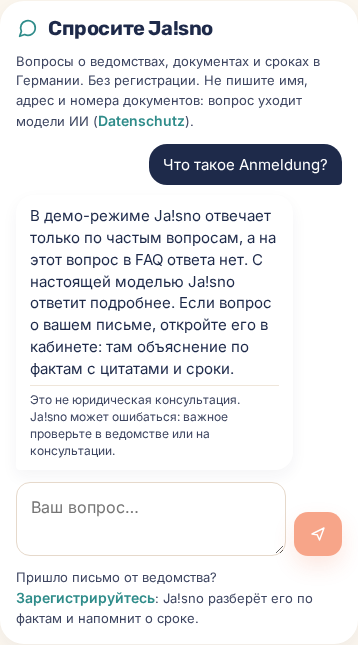 Спросите Ja!sno
Вопросы о ведомствах, документах и сроках в
Германии. Без регистрации. Не пишите имя,
адрес и номера документов: вопрос уходит
модели ИИ (Datenschutz).
Что такое Anmeldung?
В демо-режиме Ja!sno отвечает
только по частым вопросам, а на
этот вопрос в FAQ ответа нет. С
настоящей моделью Ja!sno
ответит подробнее. Если вопрос
о вашем письме, откройте его в
кабинете: там объяснение по
фактам с цитатами и сроки.
Это не юридическая консультация.
Ja!sno может ошибаться: важное
проверьте в ведомстве или на
консультации.
Ваш вопрос...
Пришло письмо от ведомства?
Зарегистрируйтесь: Ja!sno разберёт его по
фактам и напомнит о сроке.